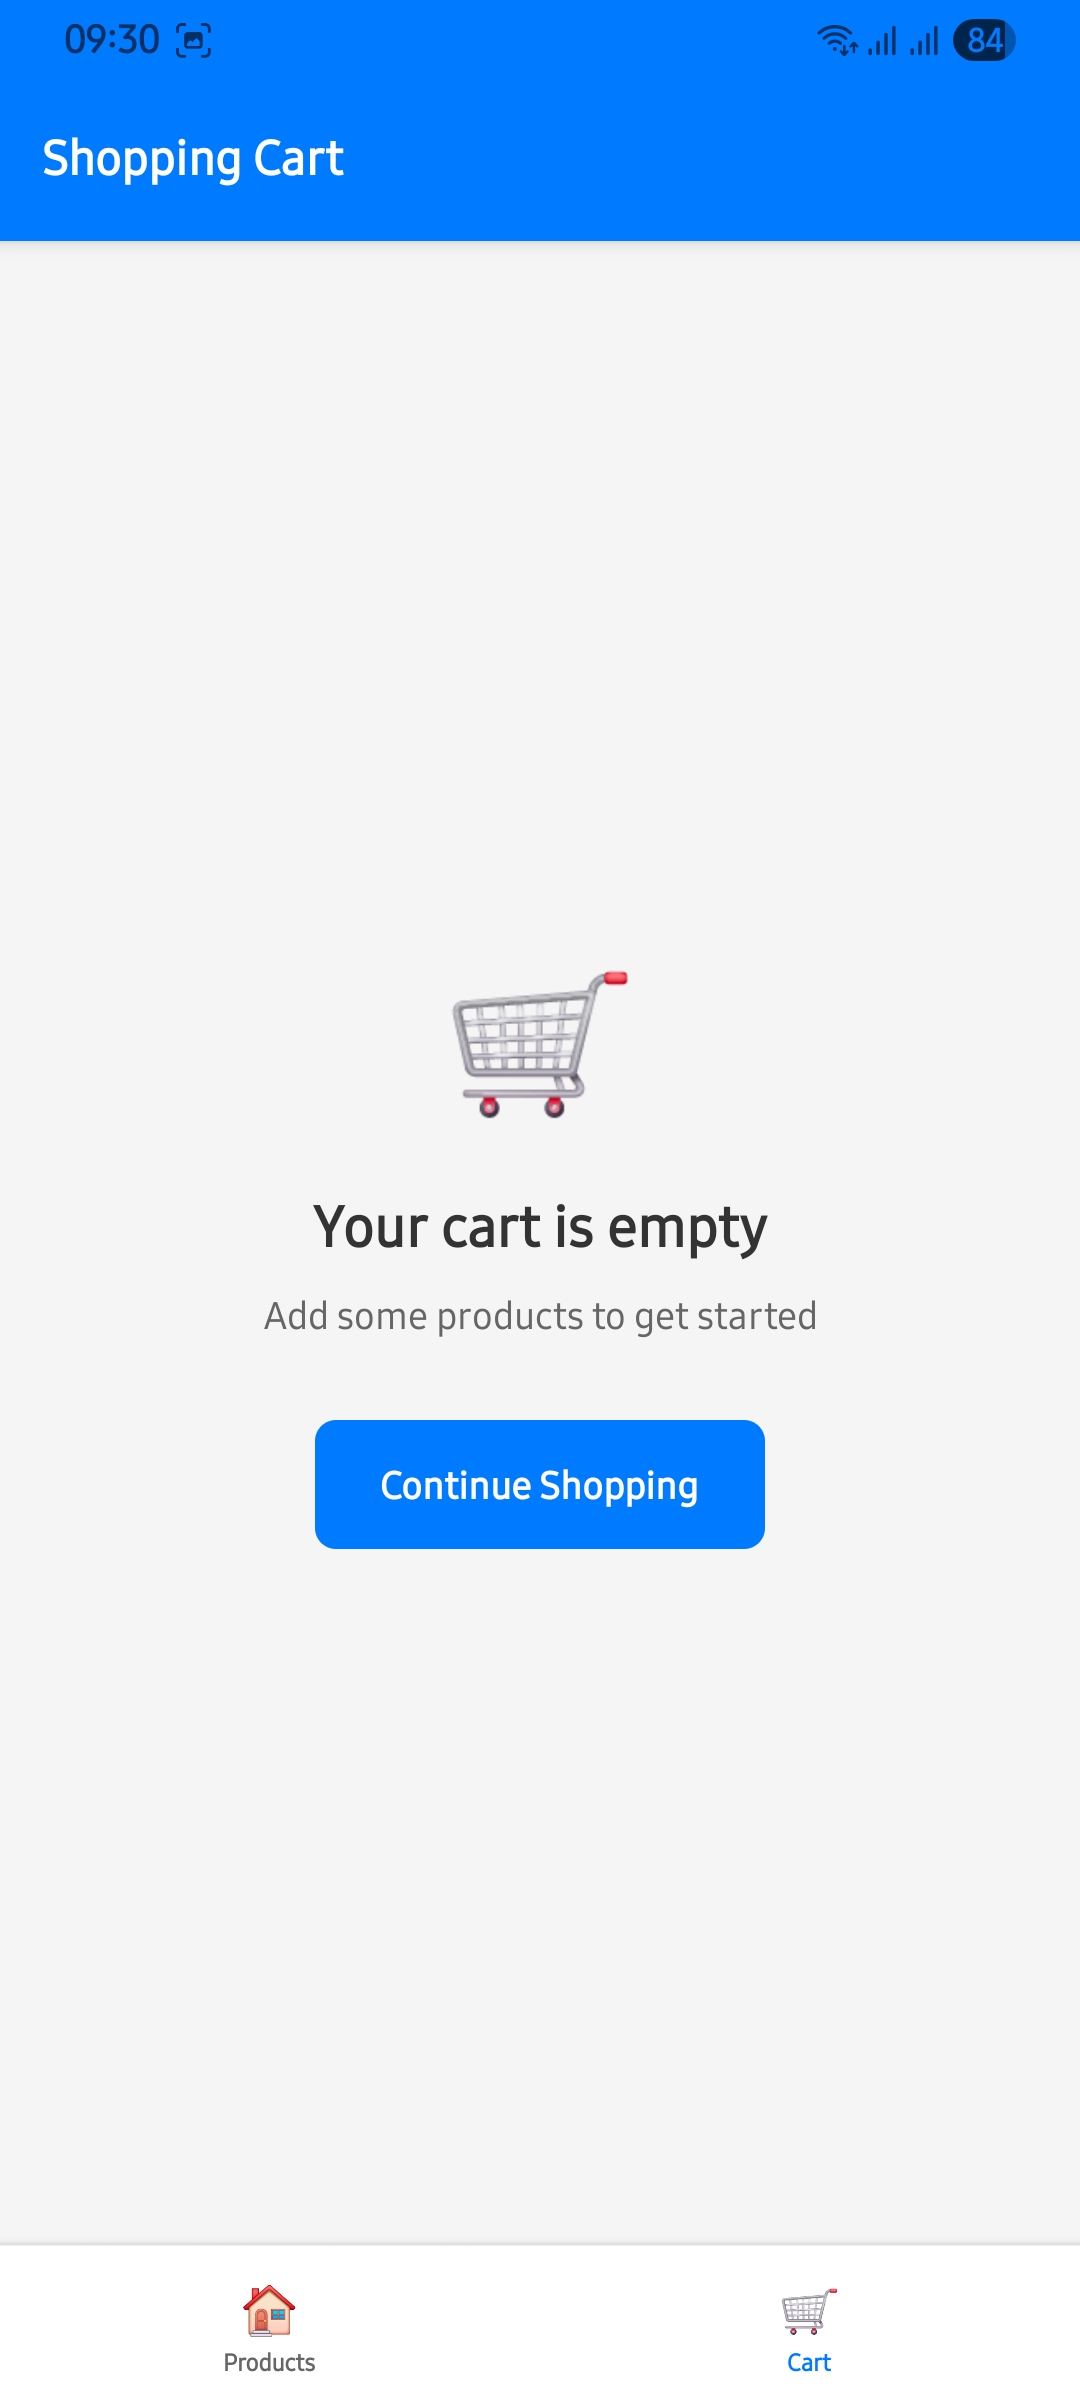 09:30
84
Shopping Cart
Your cart is empty
Add some products to get started
Continue Shopping
Products
Cart